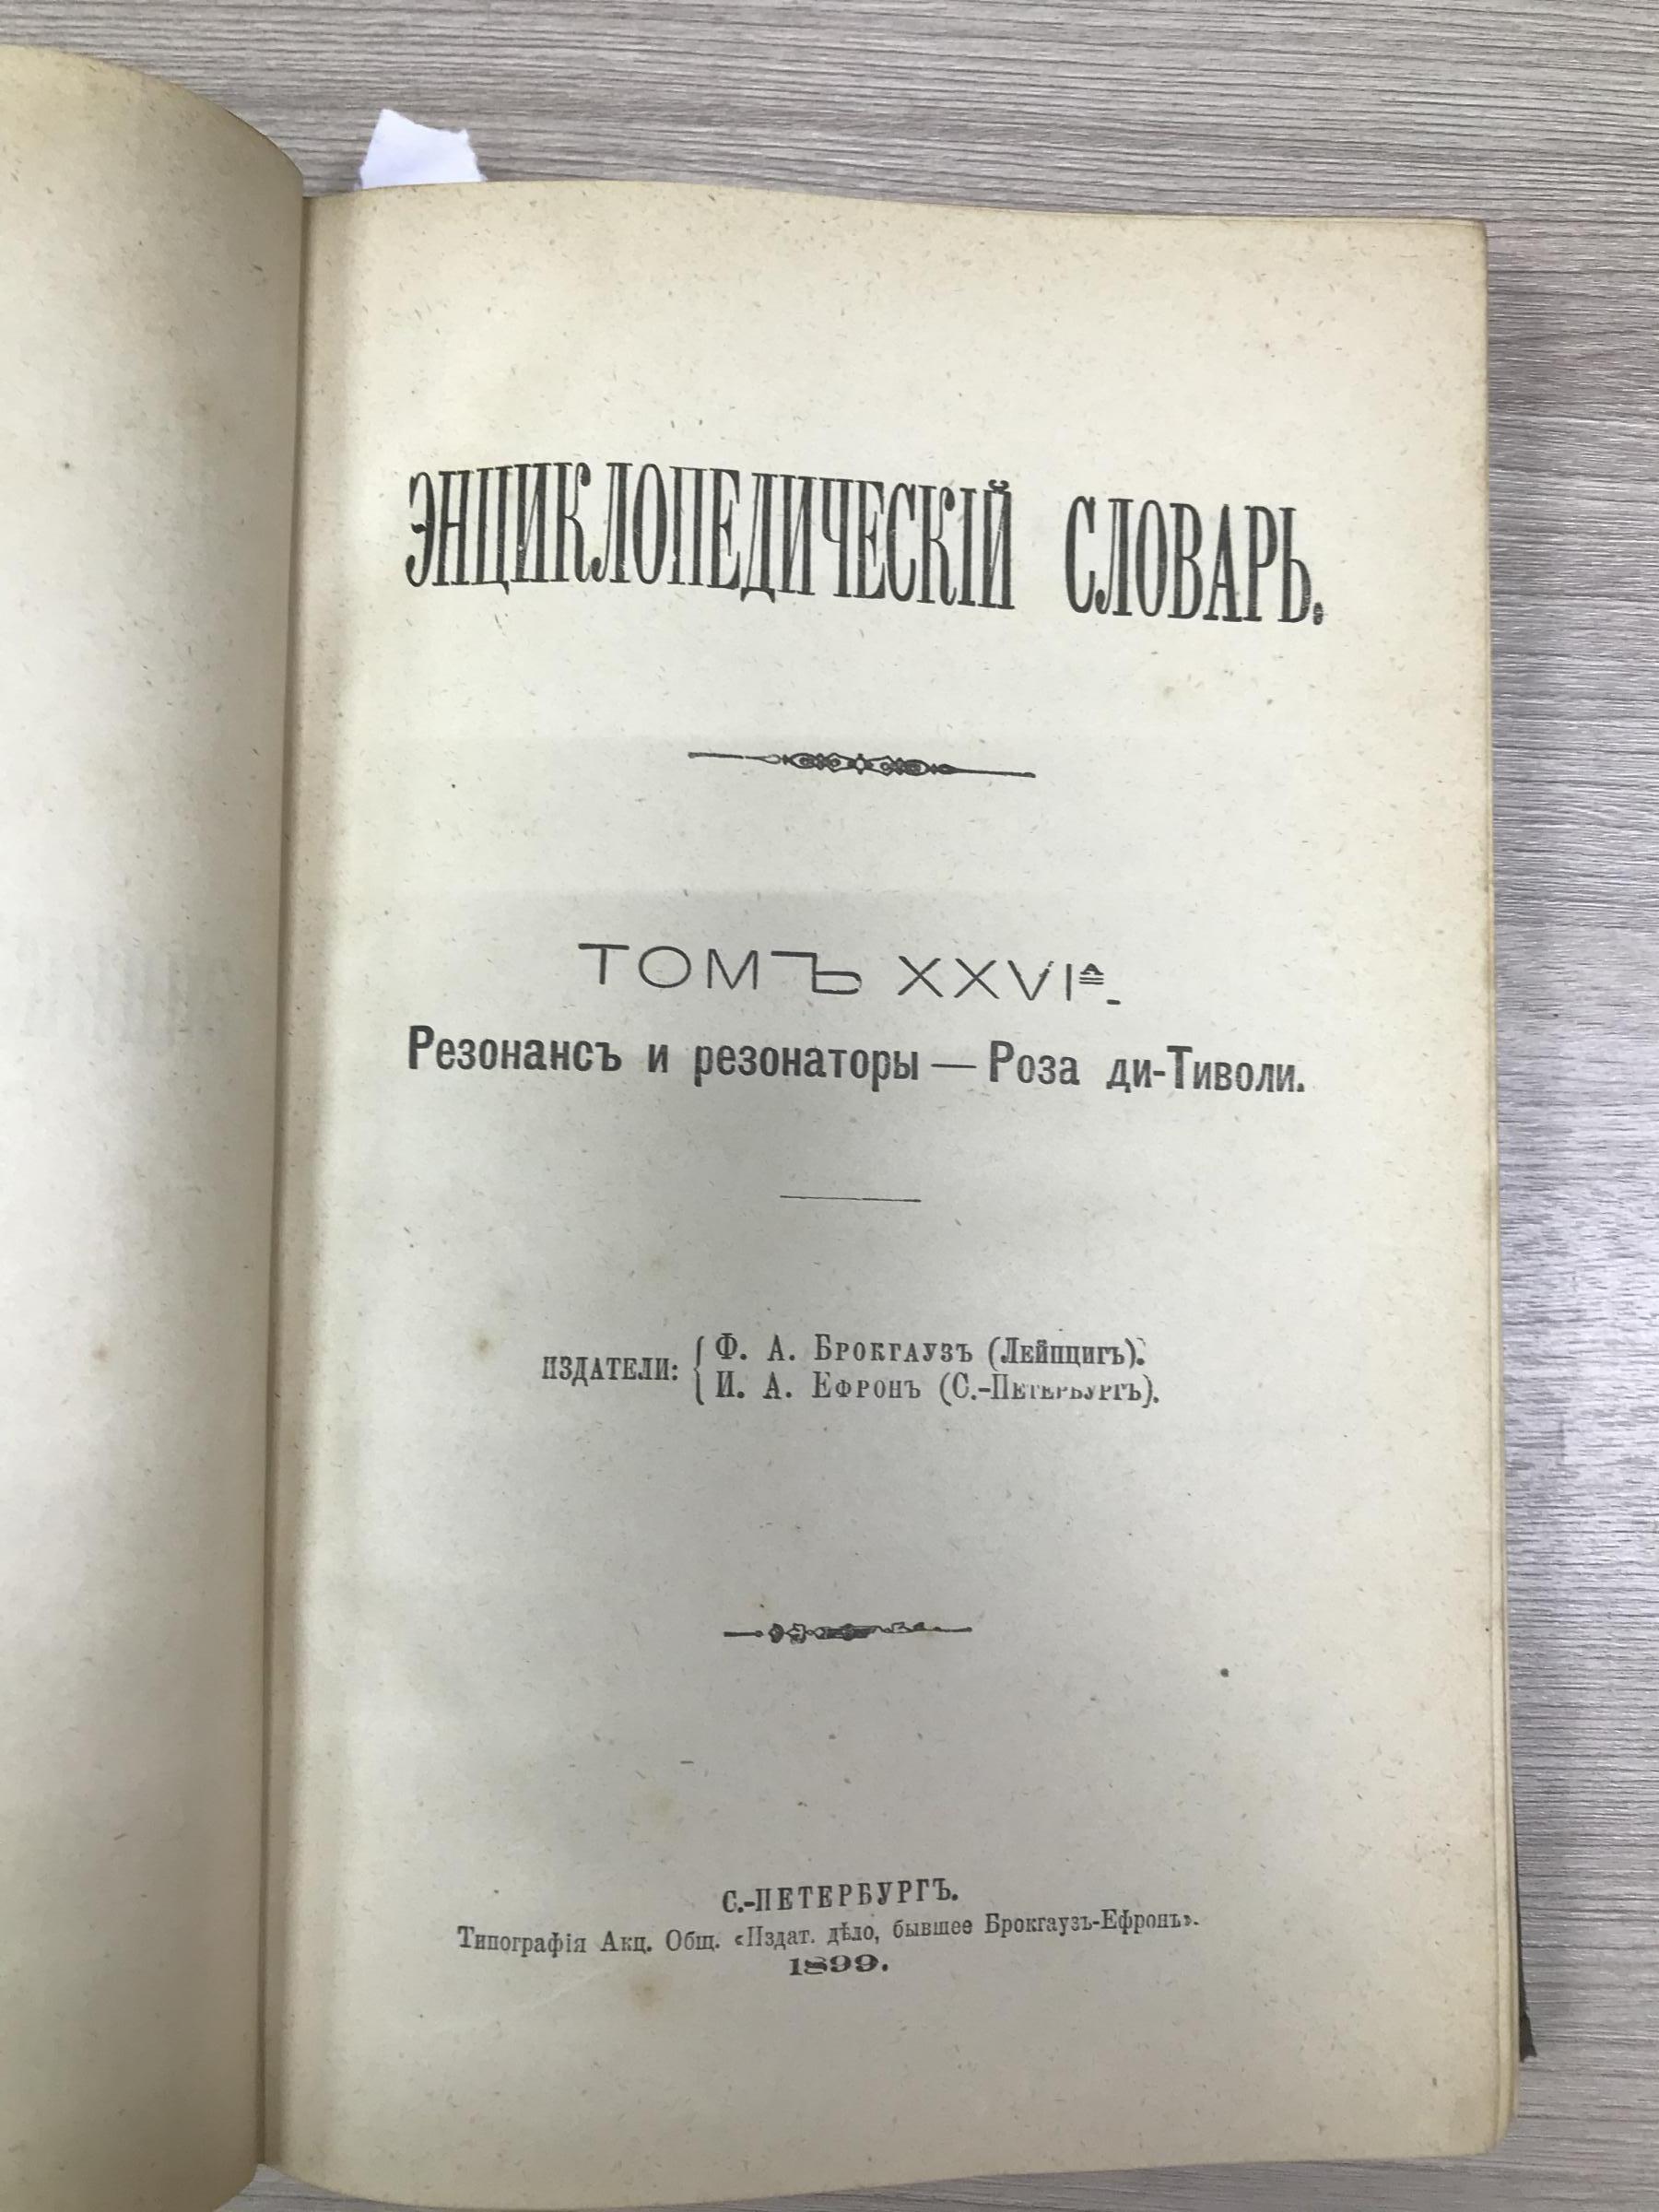 ЭНЦИКЛОПЕДИЧЕСКІЙ СЛОВАРЬ.
ТОМЪ XXVIᴬ.
Резонансъ и резонаторы — Роза ди-Тиволи.
ИЗДАТЕЛИ: { Ф. А. Брокгаузъ (Лейпцигъ).
И. А. Ефронъ (С.-Петербургъ).
С.-ПЕТЕРБУРГЪ.
Типографія Акц. Общ. «Издат. дѣло, бывшее Брокгаузъ-Ефронъ».
1899.